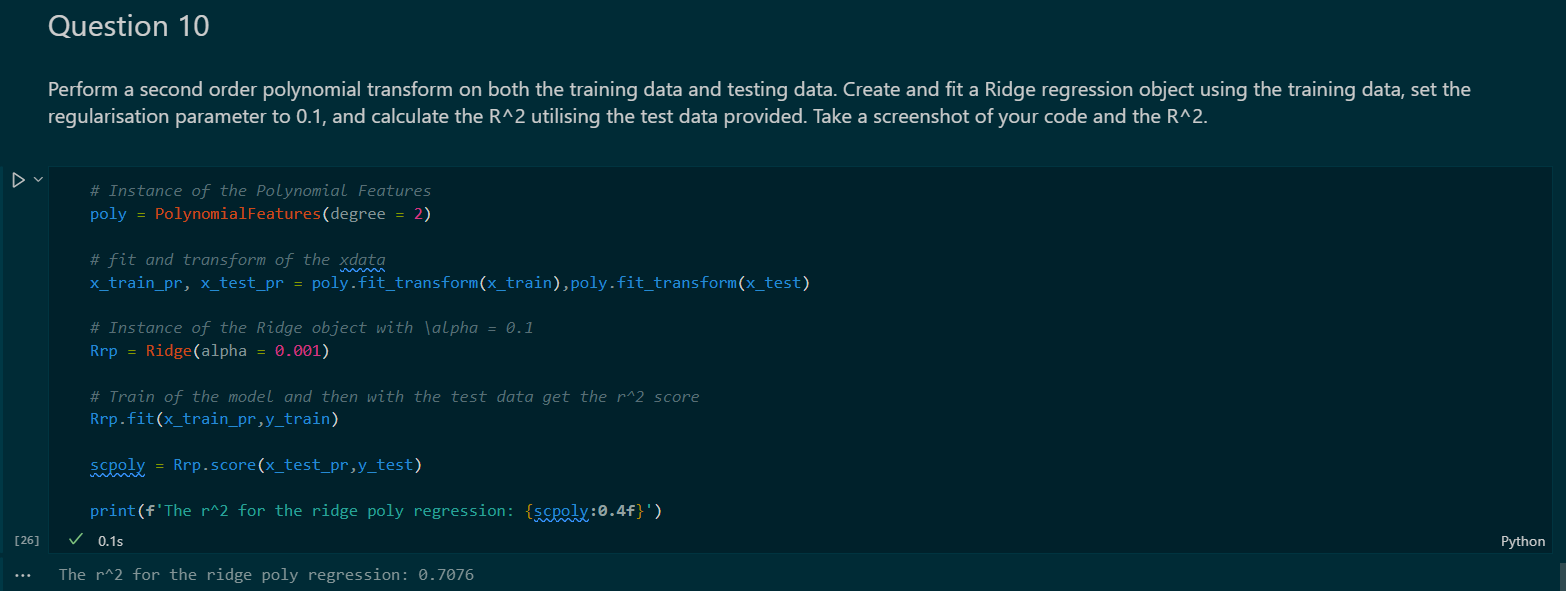 Question 10
Perform a second order polynomial transform on both the training data and testing data. Create and fit a Ridge regression object using the training data, set the
regularisation parameter to 0.1, and calculate the R^2 utilising the test data provided. Take a screenshot of your code and the R^2.
# Instance of the Polynomial Features
poly = PolynomialFeatures(degree = 2)
# fit and transform of the xdata
x_train_pr, x_test_pr = poly.fit_transform(x_train),poly.fit_transform(x_test)
# Instance of the Ridge object with \alpha = 0.1
Rrp = Ridge(alpha = 0.001)
# Train of the model and then with the test data get the r^2 score
Rrp.fit(x_train_pr,y_train)
scpoly = Rrp.score(x_test_pr,y_test)
print(f'The r^2 for the ridge poly regression: {scpoly:0.4f}')
[26] 0.1s Python
... The r^2 for the ridge poly regression: 0.7076